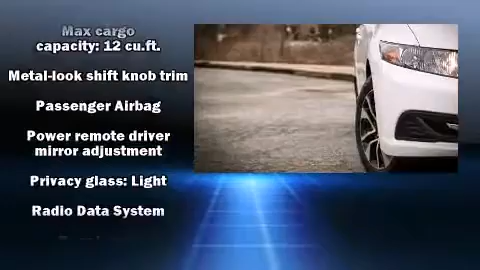 Max cargo
capacity: 12 cu.ft.
Metal-look shift knob trim
Passenger Airbag
Power remote driver
mirror adjustment
Privacy glass: Light
Radio Data System